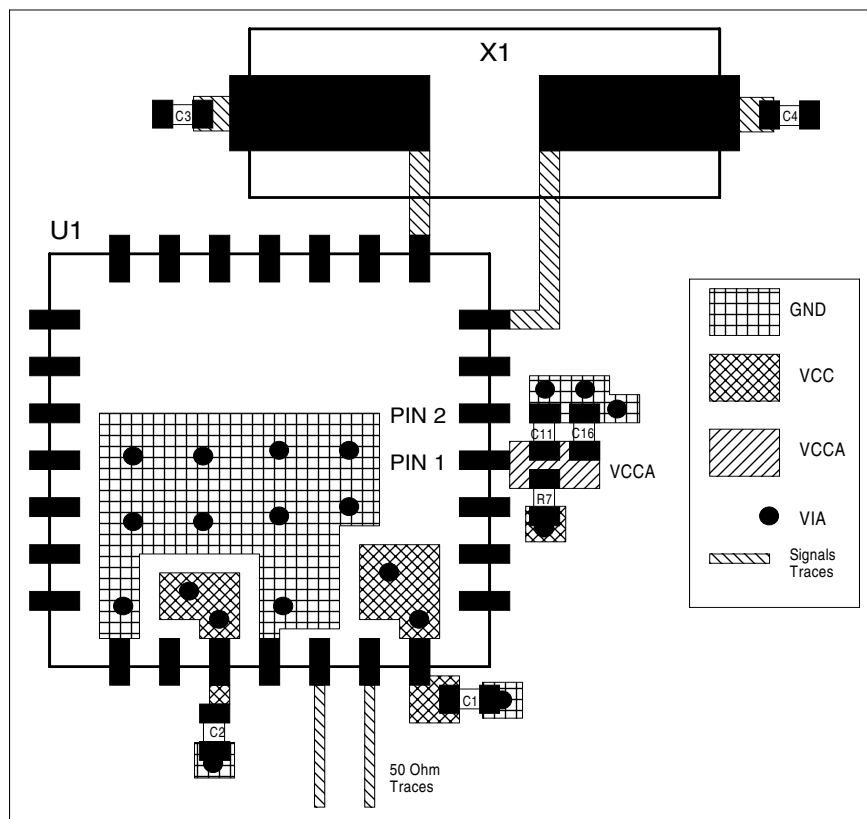 X1
C3
C4
U1
GND
VCC
VCCA
VIA
Signals
Traces
PIN 2
PIN 1
C11
C16
VCCA
R7
C1
C2
50 Ohm
Traces